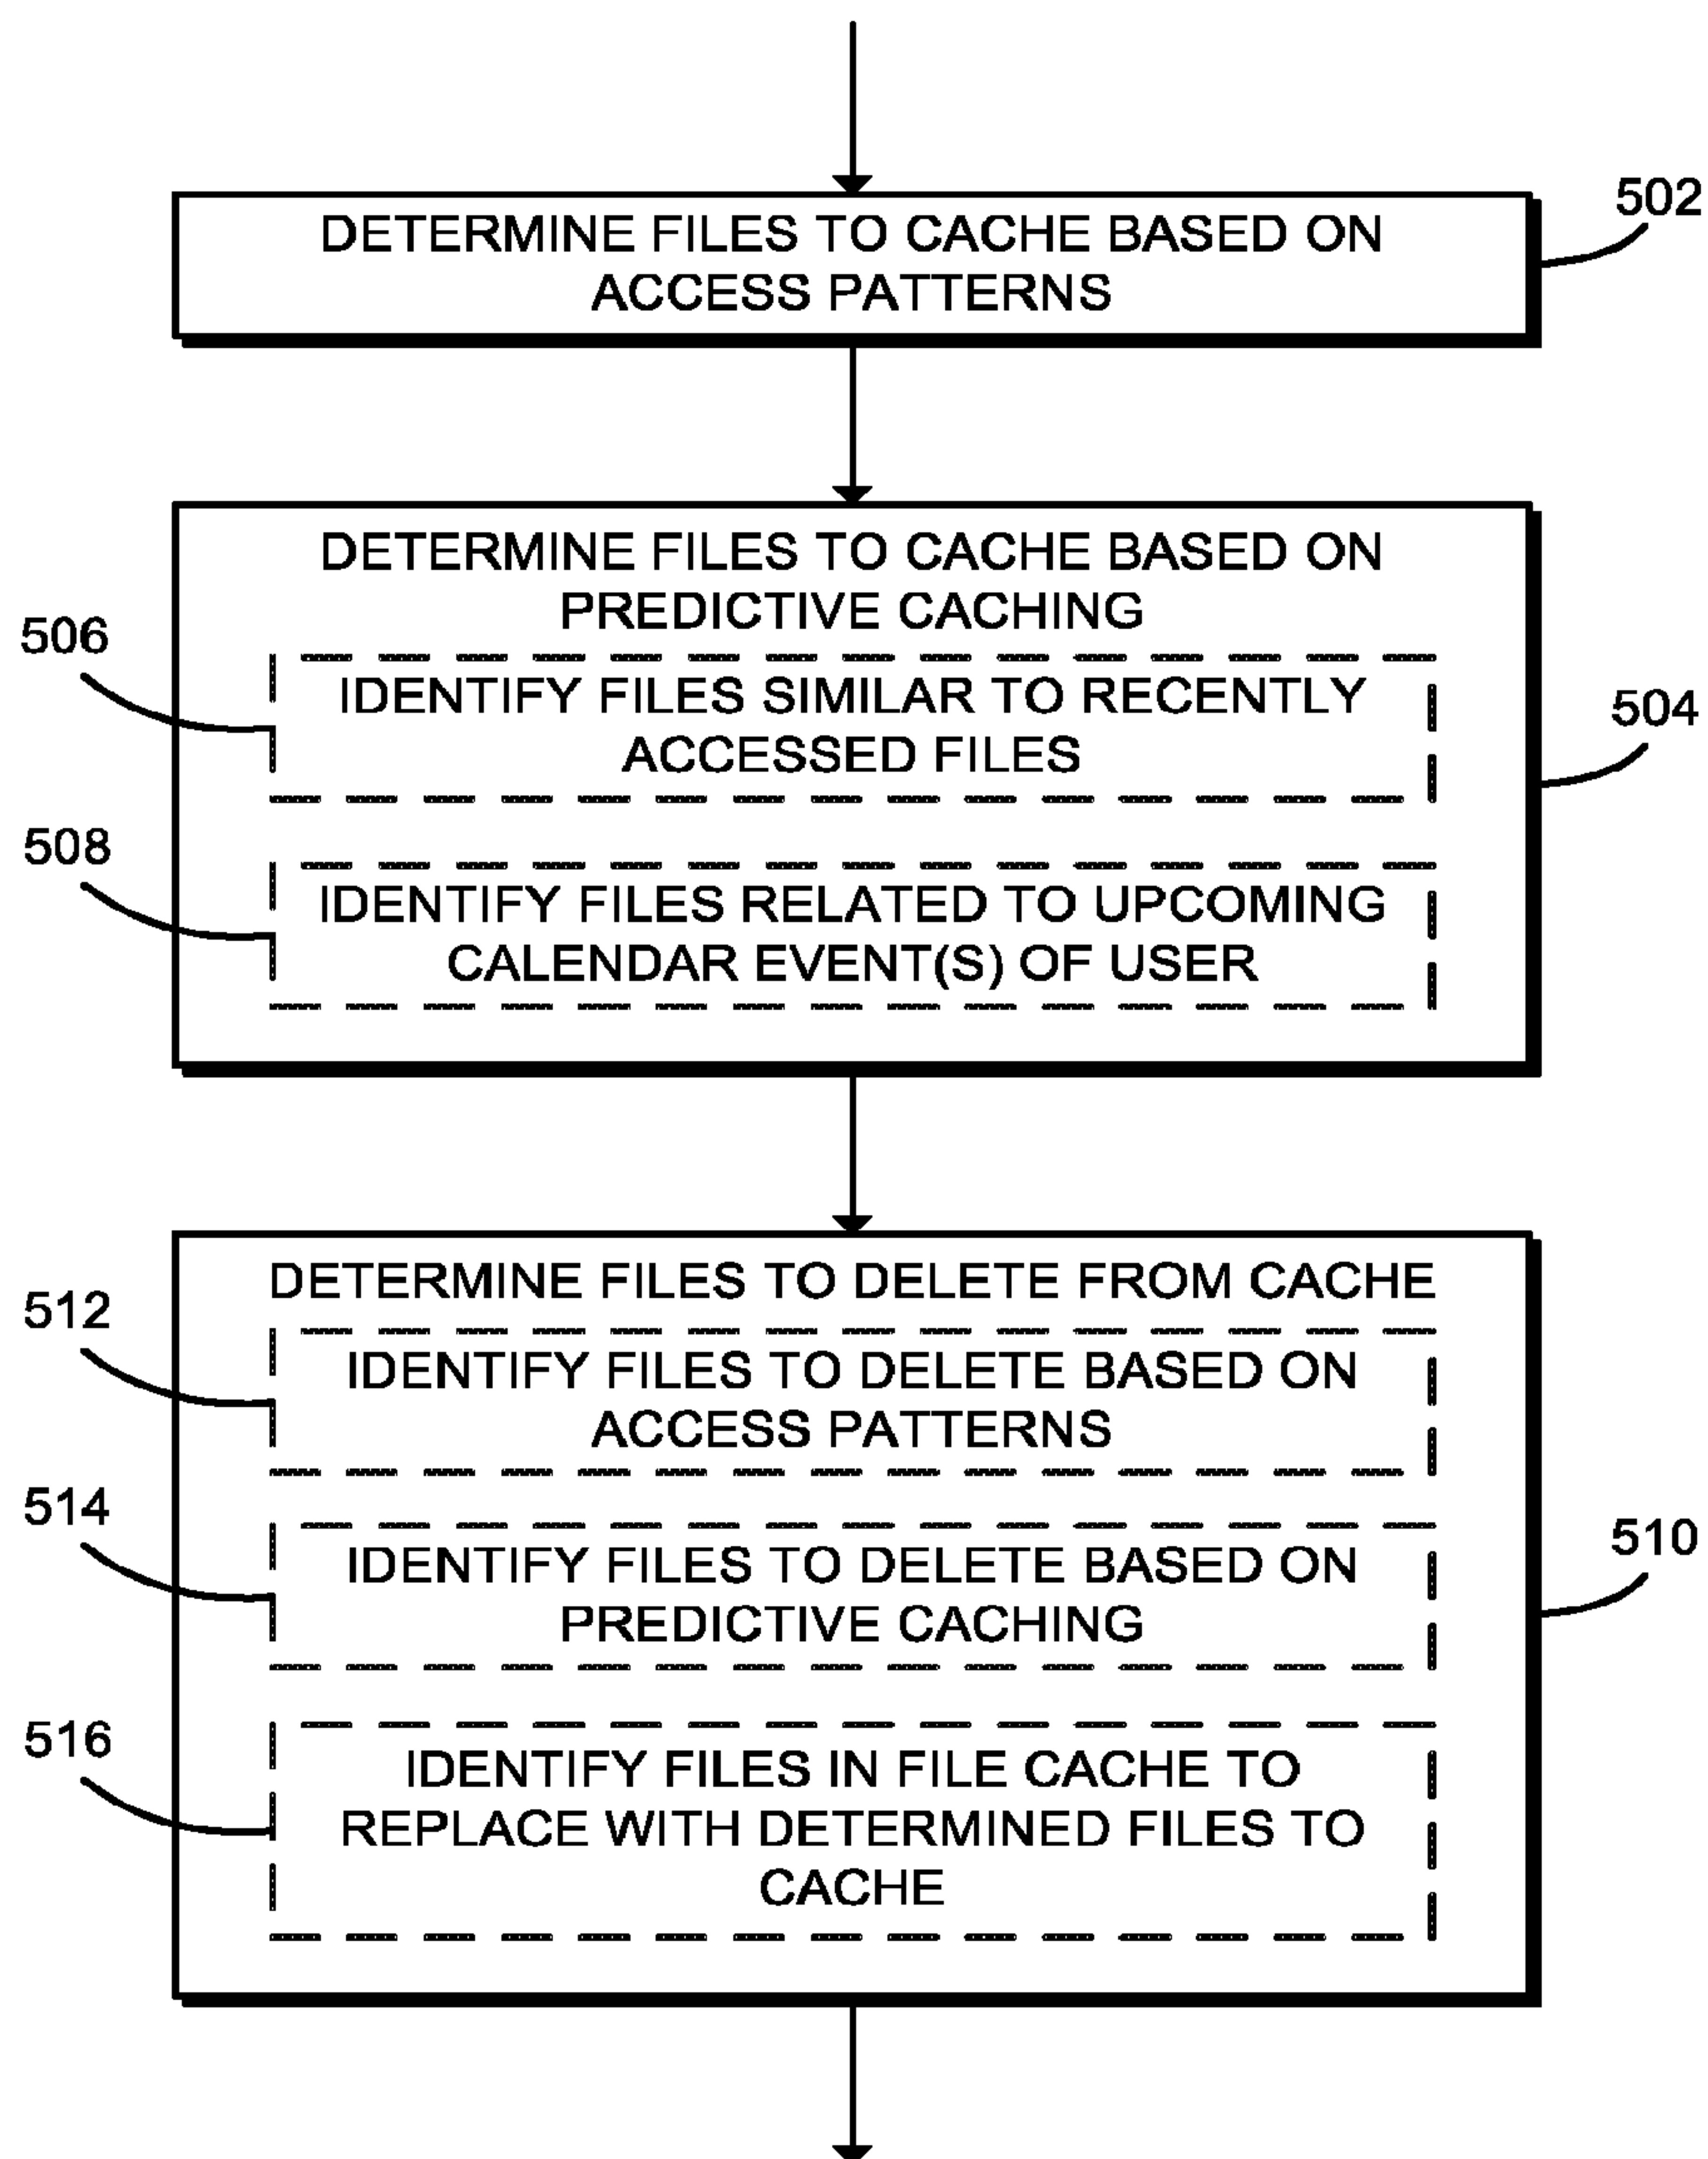 502
DETERMINE FILES TO CACHE BASED ON
ACCESS PATTERNS
DETERMINE FILES TO CACHE BASED ON
PREDICTIVE CACHING
506
IDENTIFY FILES SIMILAR TO RECENTLY
ACCESSED FILES
504
508
IDENTIFY FILES RELATED TO UPCOMING
CALENDAR EVENT(S) OF USER
DETERMINE FILES TO DELETE FROM CACHE
512
IDENTIFY FILES TO DELETE BASED ON
ACCESS PATTERNS
514
IDENTIFY FILES TO DELETE BASED ON
PREDICTIVE CACHING
510
516
IDENTIFY FILES IN FILE CACHE TO
REPLACE WITH DETERMINED FILES TO
CACHE